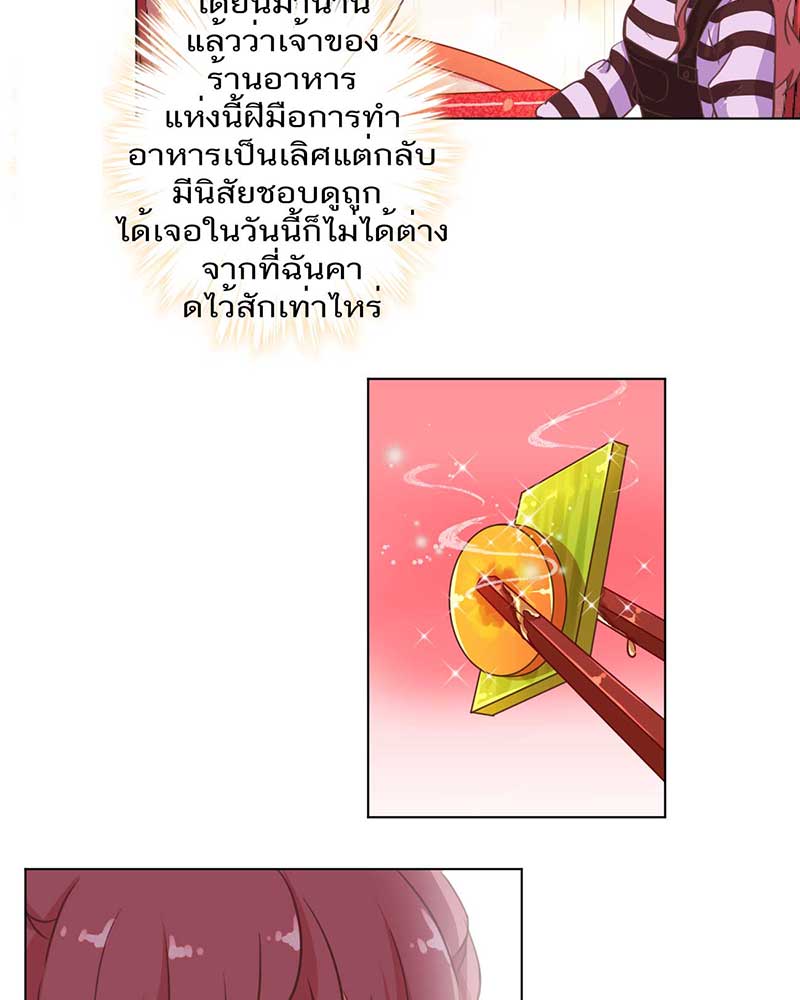 ได้ยินมานาน
แล้วว่าเจ้าของ
ร้านอาหาร
แห่งนี้ฝีมือการทำ
อาหารเป็นเลิศแต่กลับ
มีนิสัยชอบดูถูก
ได้เจอในวันนี้ก็ไม่ได้ต่าง
จากที่ฉันคา
ดไว้สักเท่าไหร่